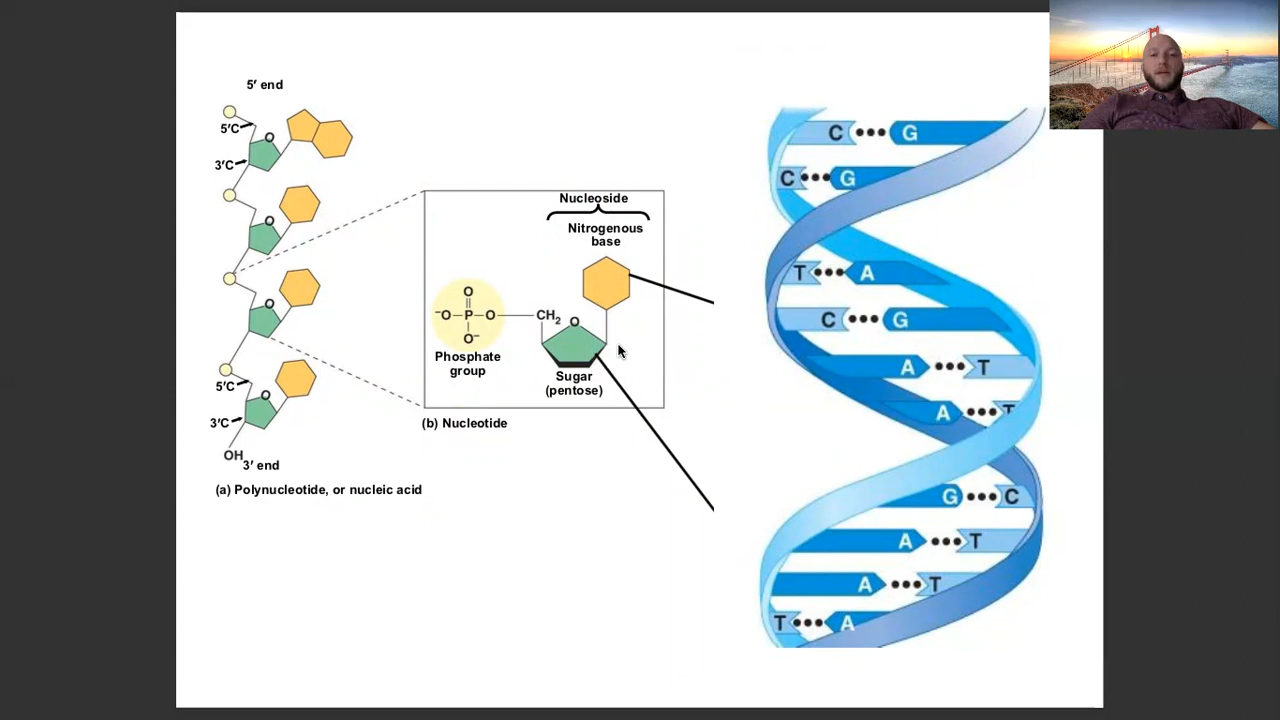 5′ end
5′C
O
3′C
O
O
5′C
O
3′C
OH
3′ end
(a) Polynucleotide, or nucleic acid
Nucleoside
Nitrogenous
base
O
⁻O–P–O
O⁻
CH₂
O
Phosphate
group
Sugar
(pentose)
(b) Nucleotide
C G
C G
T A
C G
A T
A T
G C
A T
A T
T A